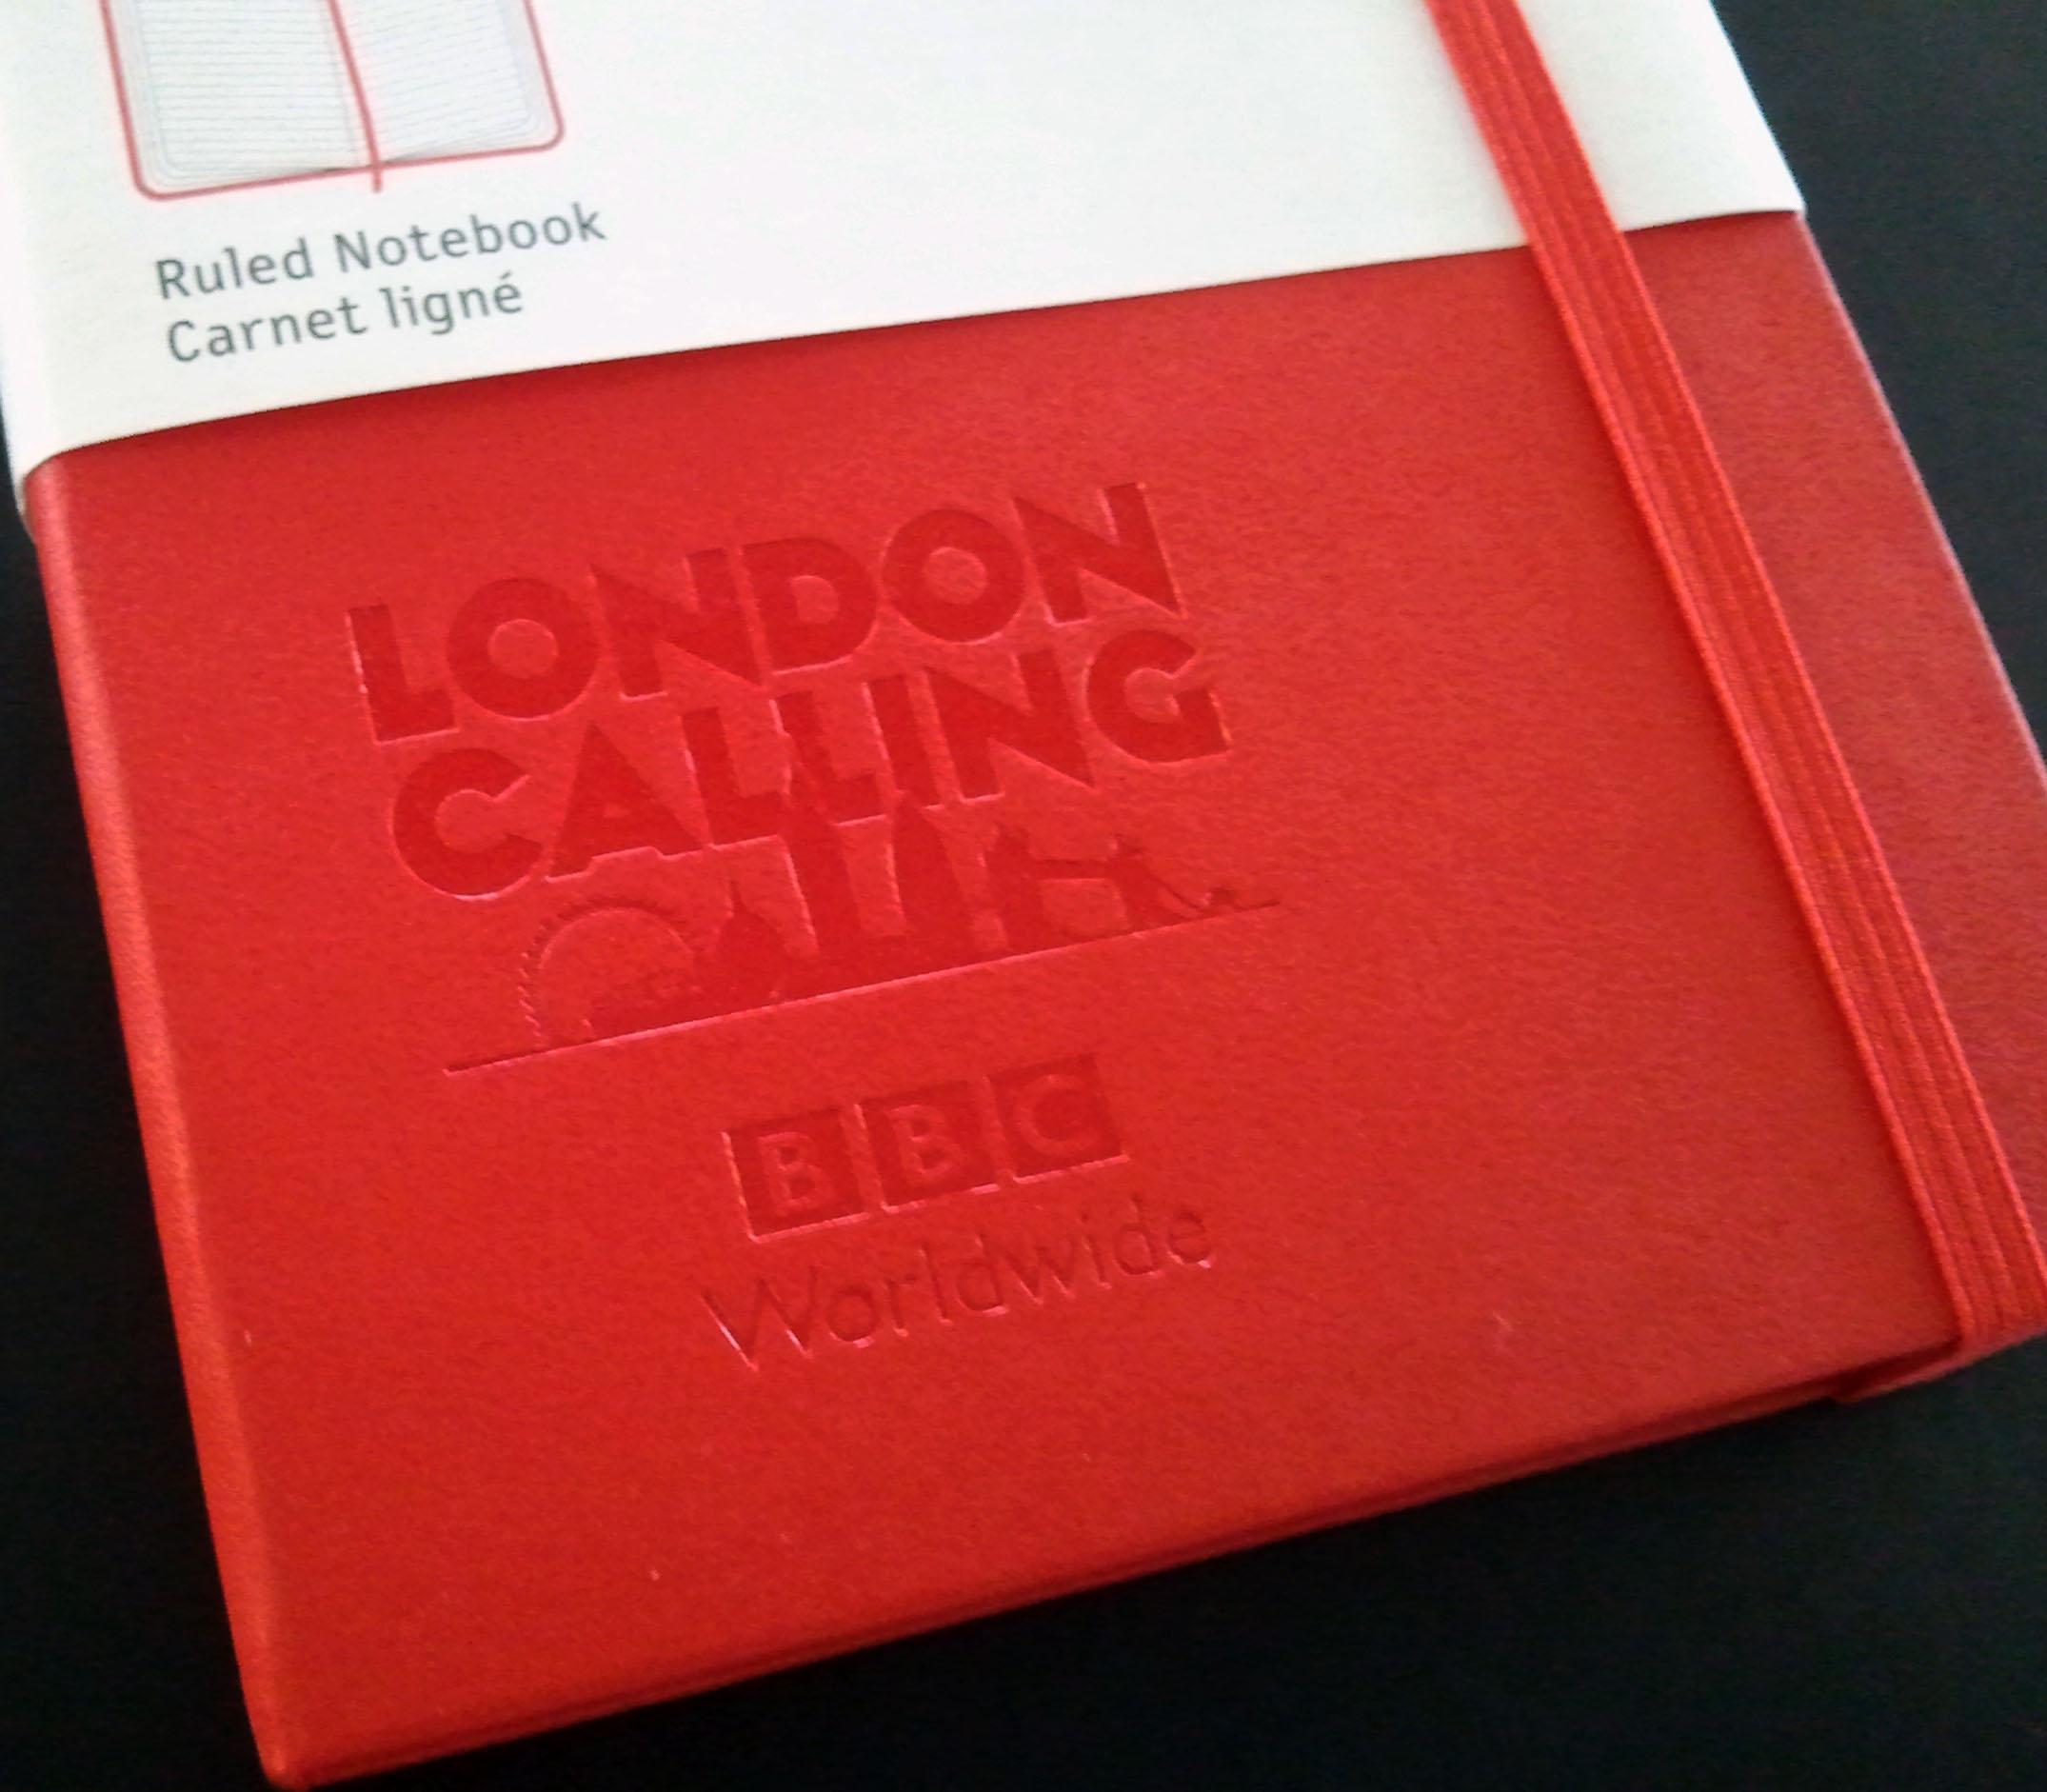 Ruled Notebook
Carnet ligné
LONDON
CALLING
BBC
Worldwide